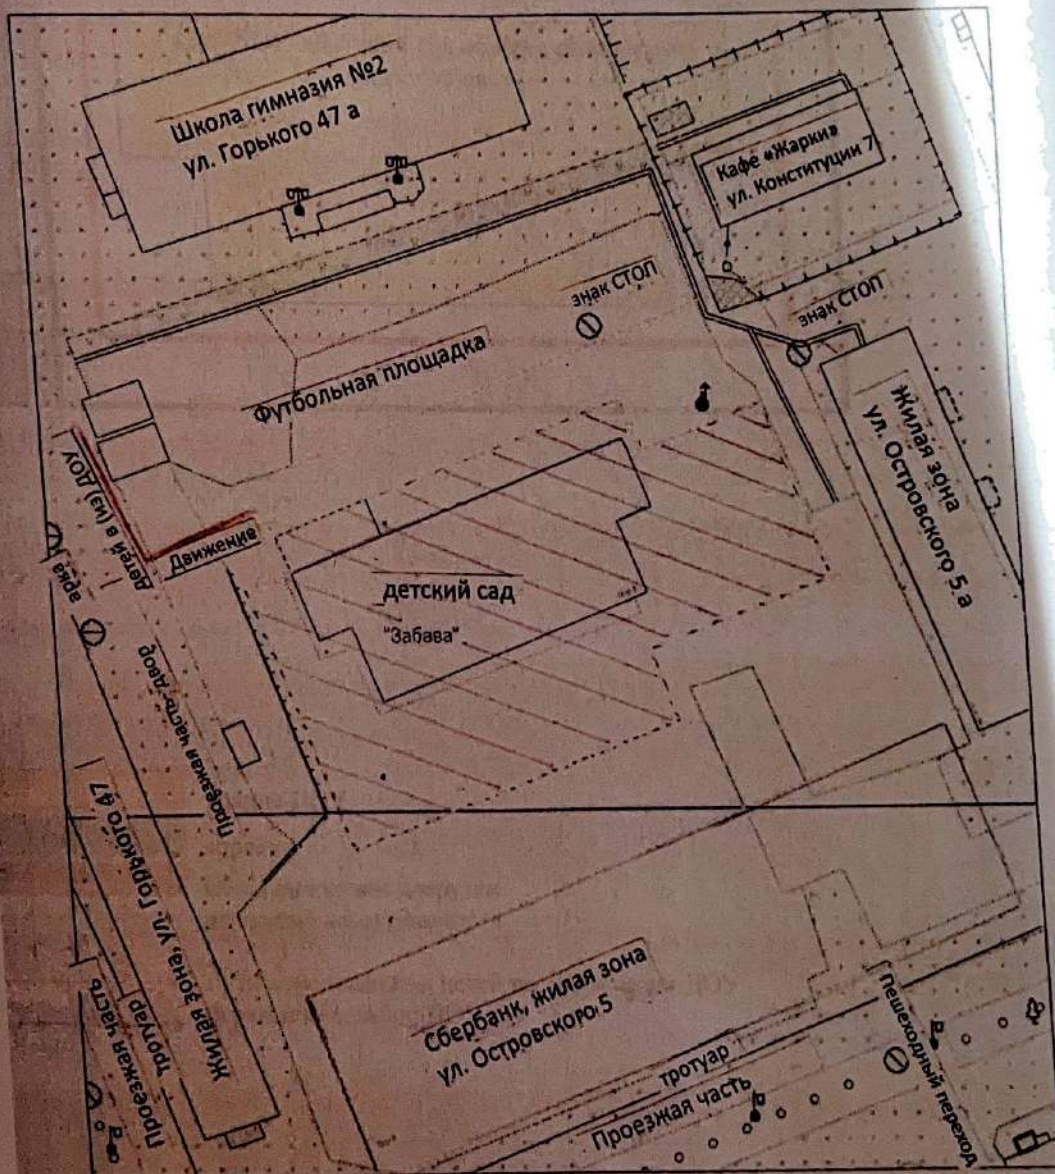 Школа гимназия №2
ул. Горького 47 а
Кафе «Жарки»
ул. Конституции 7
знак СТОП
знак СТОП
Футбольная площадка
Жилая зона
ул. Островского 5 а
детей в (из) ДОУ
Движение
арка
детский сад
"Забава"
Проезжая часть-двор
Жилая зона, ул. Горького 47
тротуар
Проезжая часть
Сбербанк, жилая зона
ул. Островского 5
тротуар
Проезжая часть
Пешеходный переход